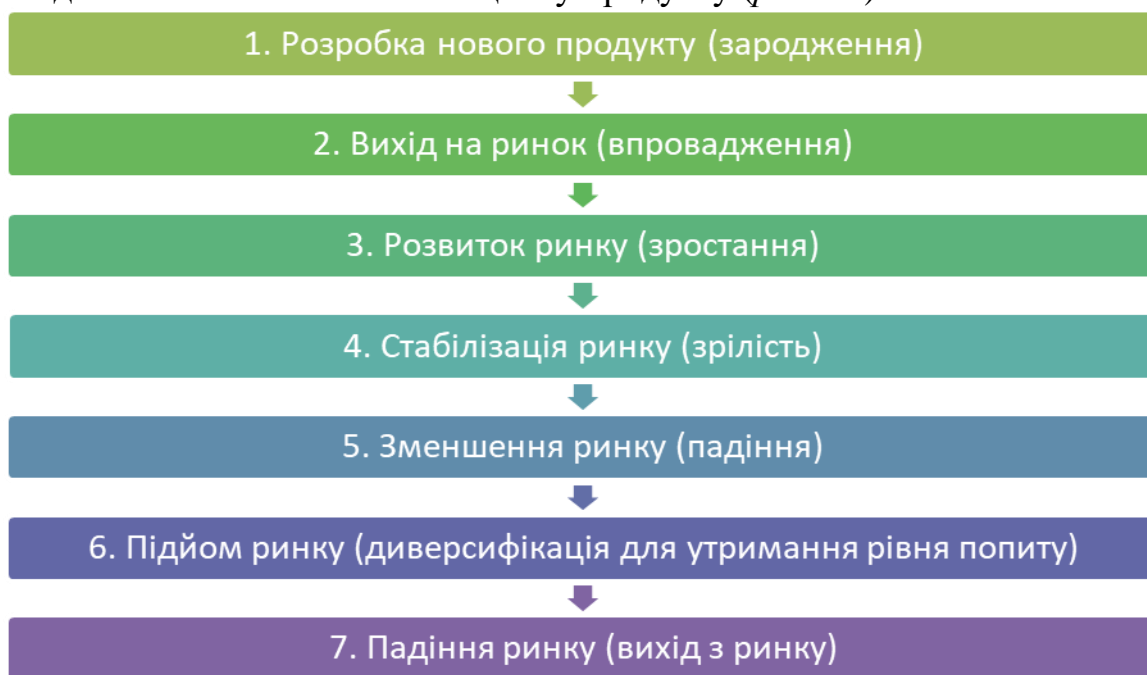 1. Розробка нового продукту (зародження)
2. Вихід на ринок (впровадження)
3. Розвиток ринку (зростання)
4. Стабілізація ринку (зрілість)
5. Зменшення ринку (падіння)
6. Підйом ринку (диверсифікація для утримання рівня попиту)
7. Падіння ринку (вихід з ринку)